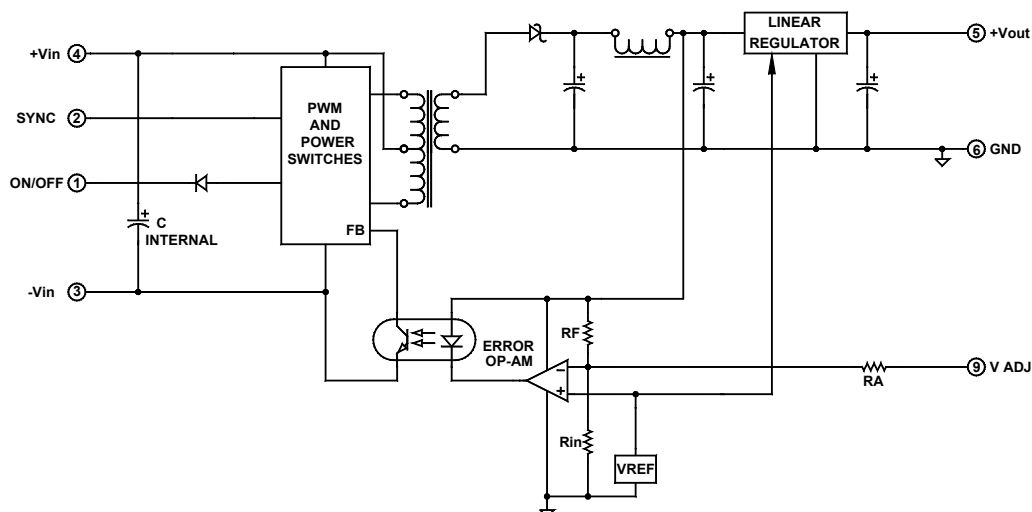 LINEAR
REGULATOR
+
+
+
5 +Vout
+Vin 4
PWM
AND
POWER
SWITCHES
SYNC 2
6 GND
ON/OFF 1
+
C
INTERNAL
FB
-Vin 3
RF
ERROR
OP-AM
−
+
9 V ADJ
RA
Rin
VREF